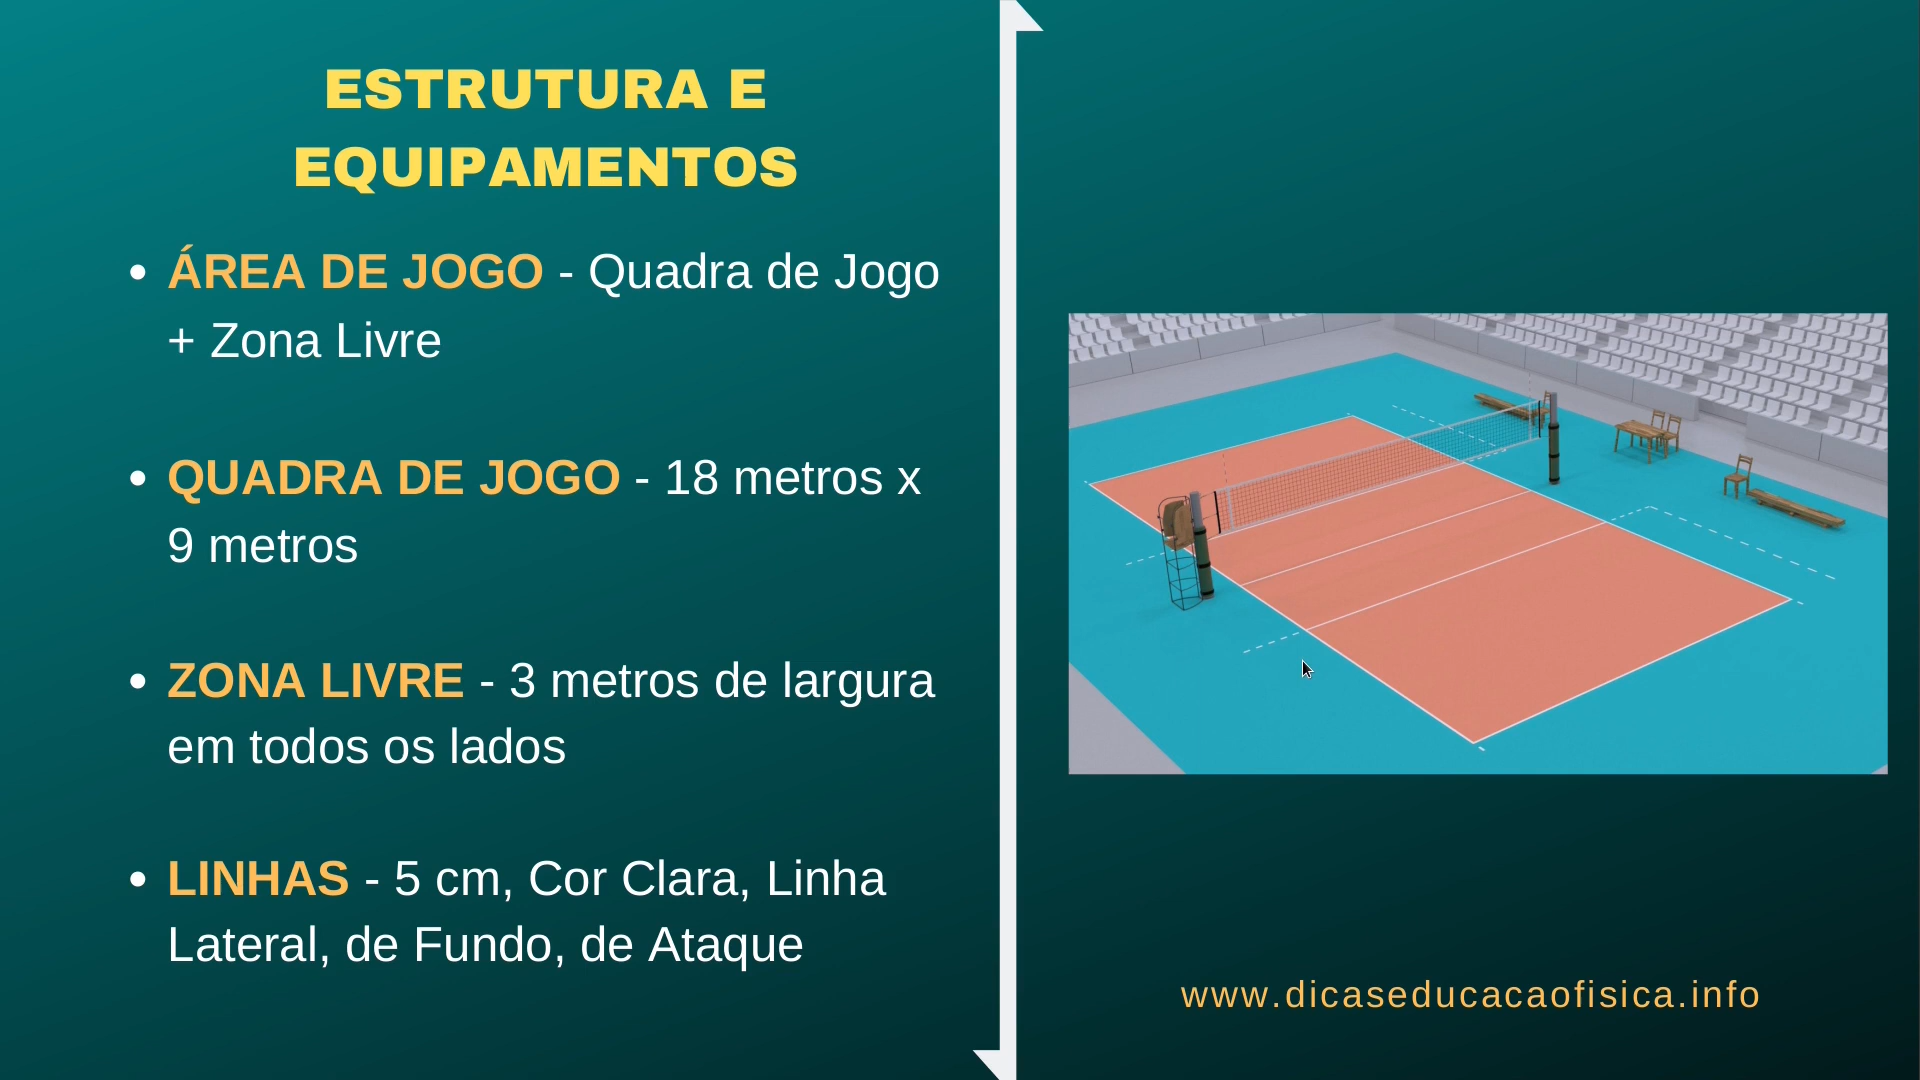 ESTRUTURA E
EQUIPAMENTOS
• ÁREA DE JOGO - Quadra de Jogo
+ Zona Livre
• QUADRA DE JOGO - 18 metros x
9 metros
• ZONA LIVRE - 3 metros de largura
em todos os lados
• LINHAS - 5 cm, Cor Clara, Linha
Lateral, de Fundo, de Ataque
www.dicaseducacaofisica.info